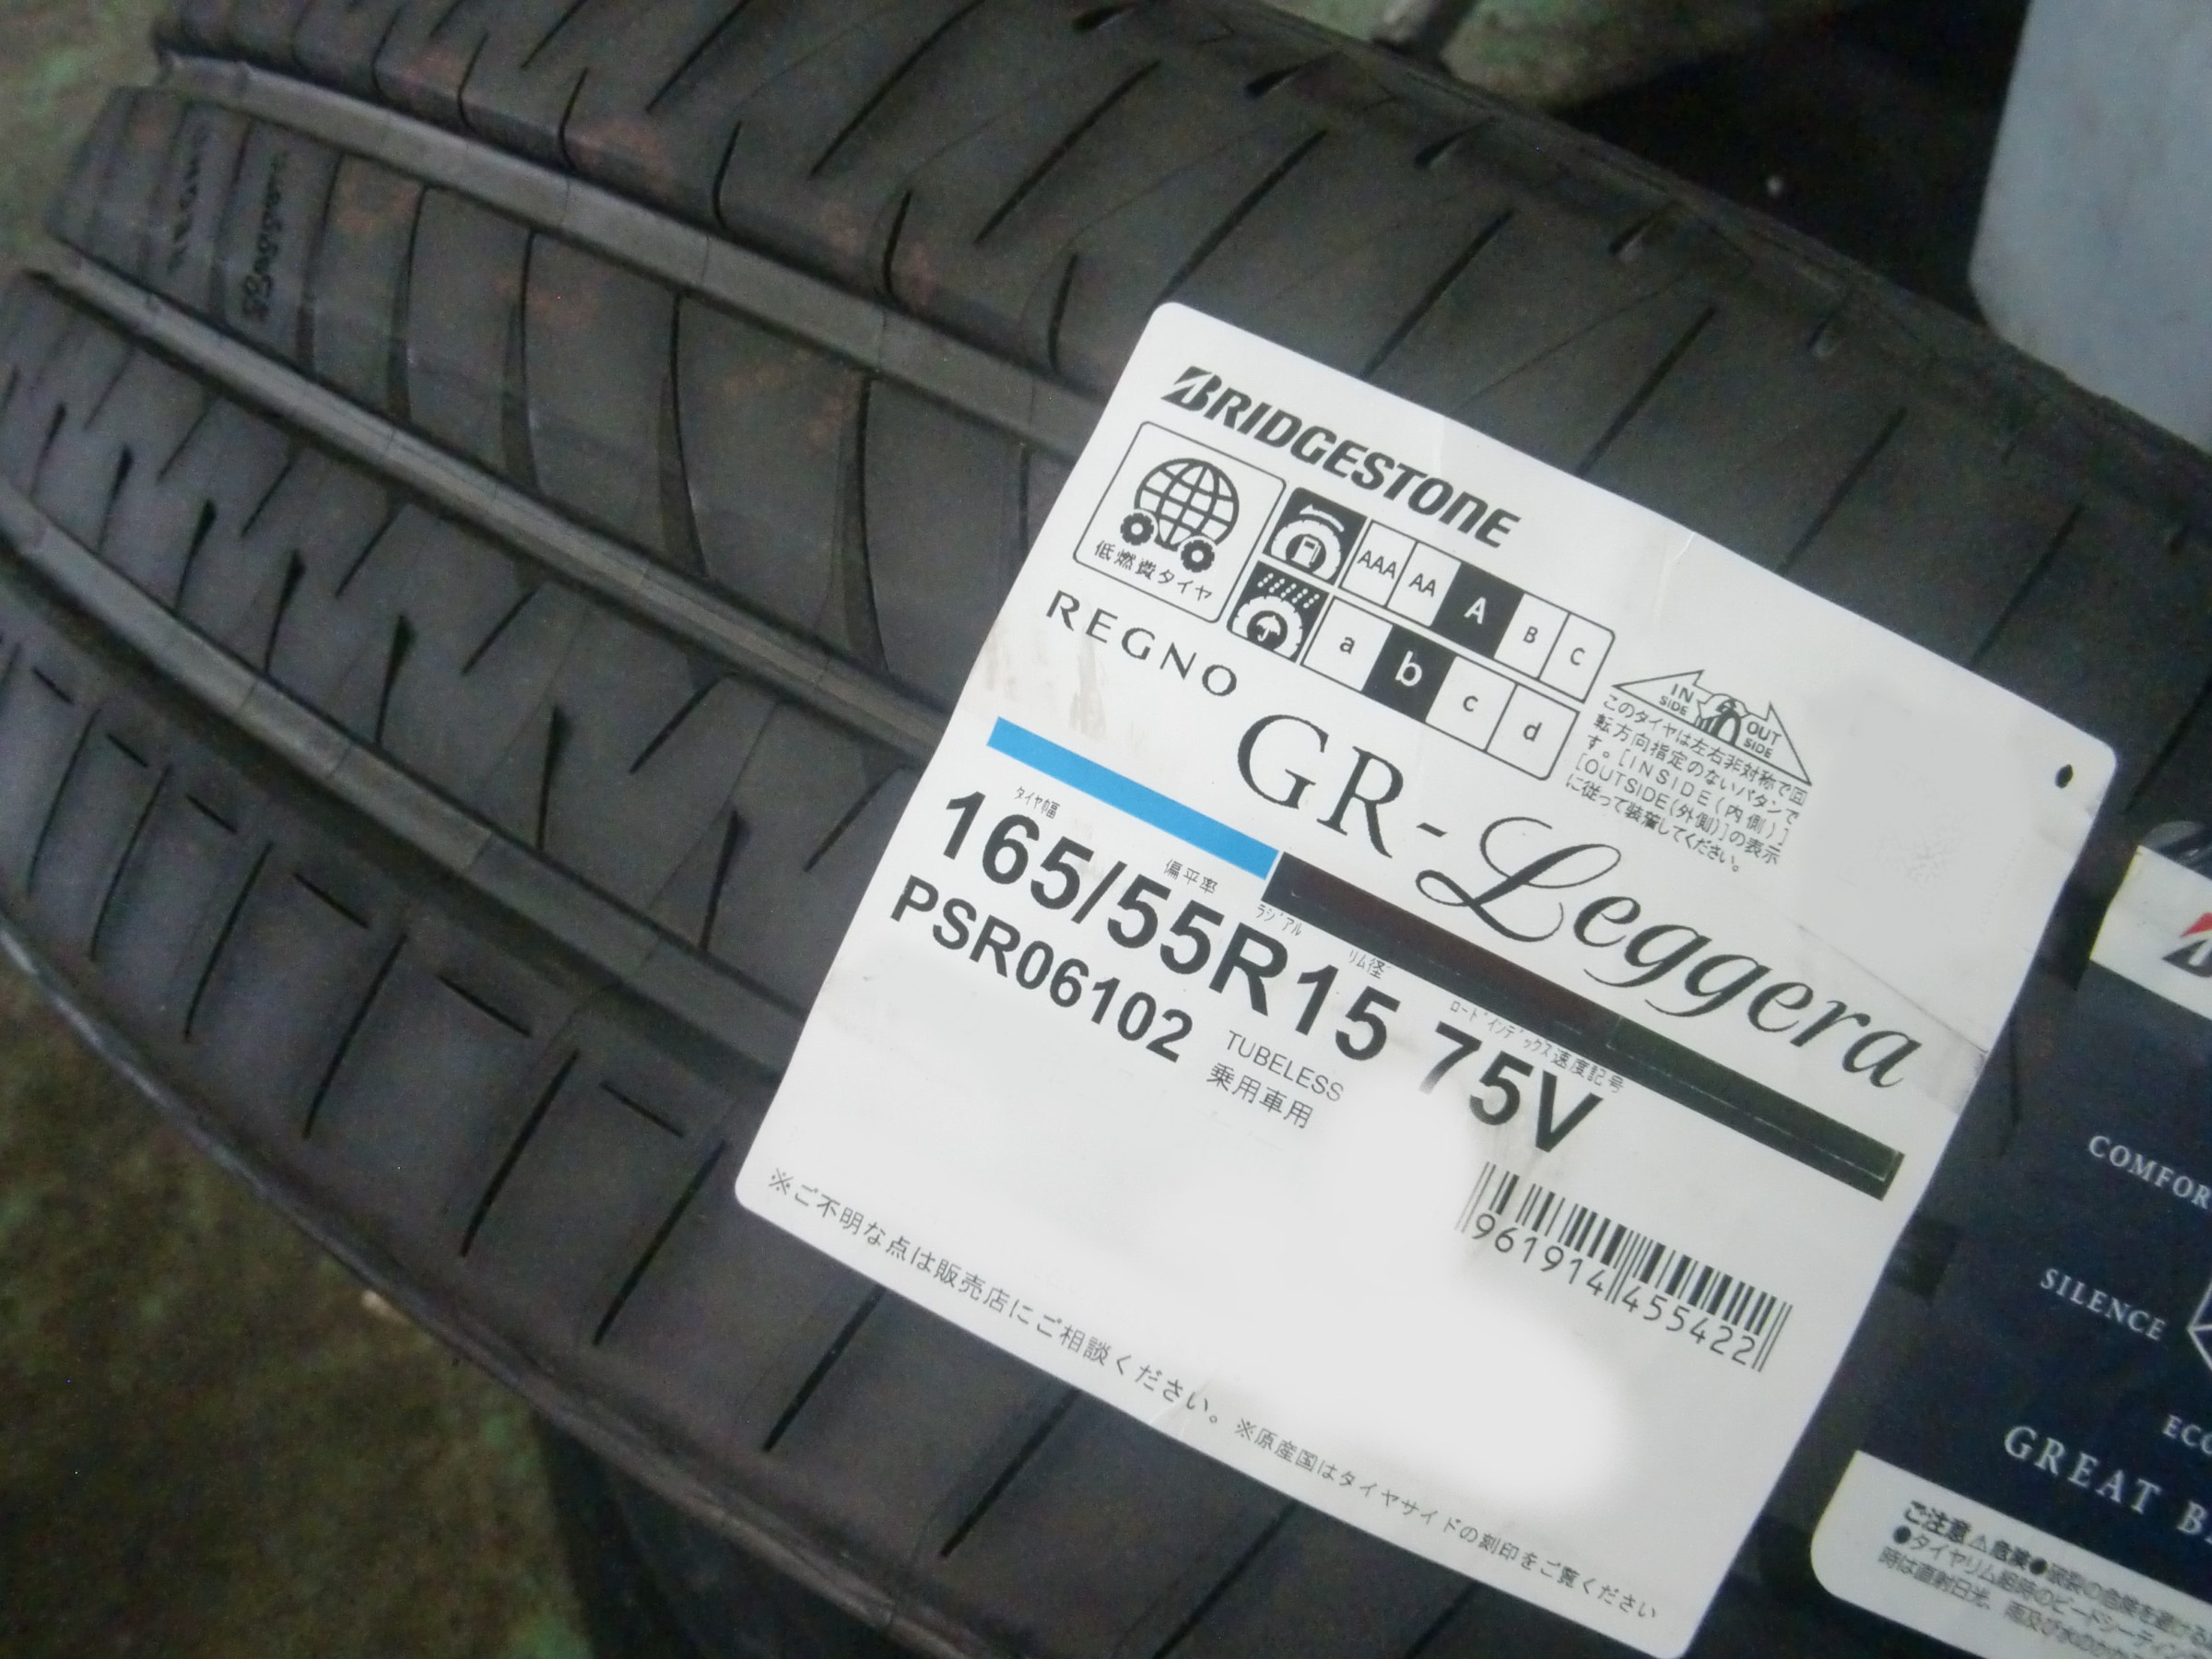 BRIDGESTONE
低燃費タイヤ
AAA AA A B C
a b c d
IN SIDE
OUT SIDE
このタイヤは左右非対称で回
転方向指定のないパタンで
す。[INSIDE(内側)]
[OUTSIDE(外側)]の表示
に従って装着してください。
REGNO
GR-Leggera
タイヤ幅 偏平率 ラジアル リム径 ロードインデックス 速度記号
165/55R15 75V
PSR06102
TUBELESS
乗用車用
961914 455422
※ご不明な点は販売店にご相談ください。 ※原産国はタイヤサイドの刻印をご覧ください
SILENCE
GREAT
ご注意 ⚠危険